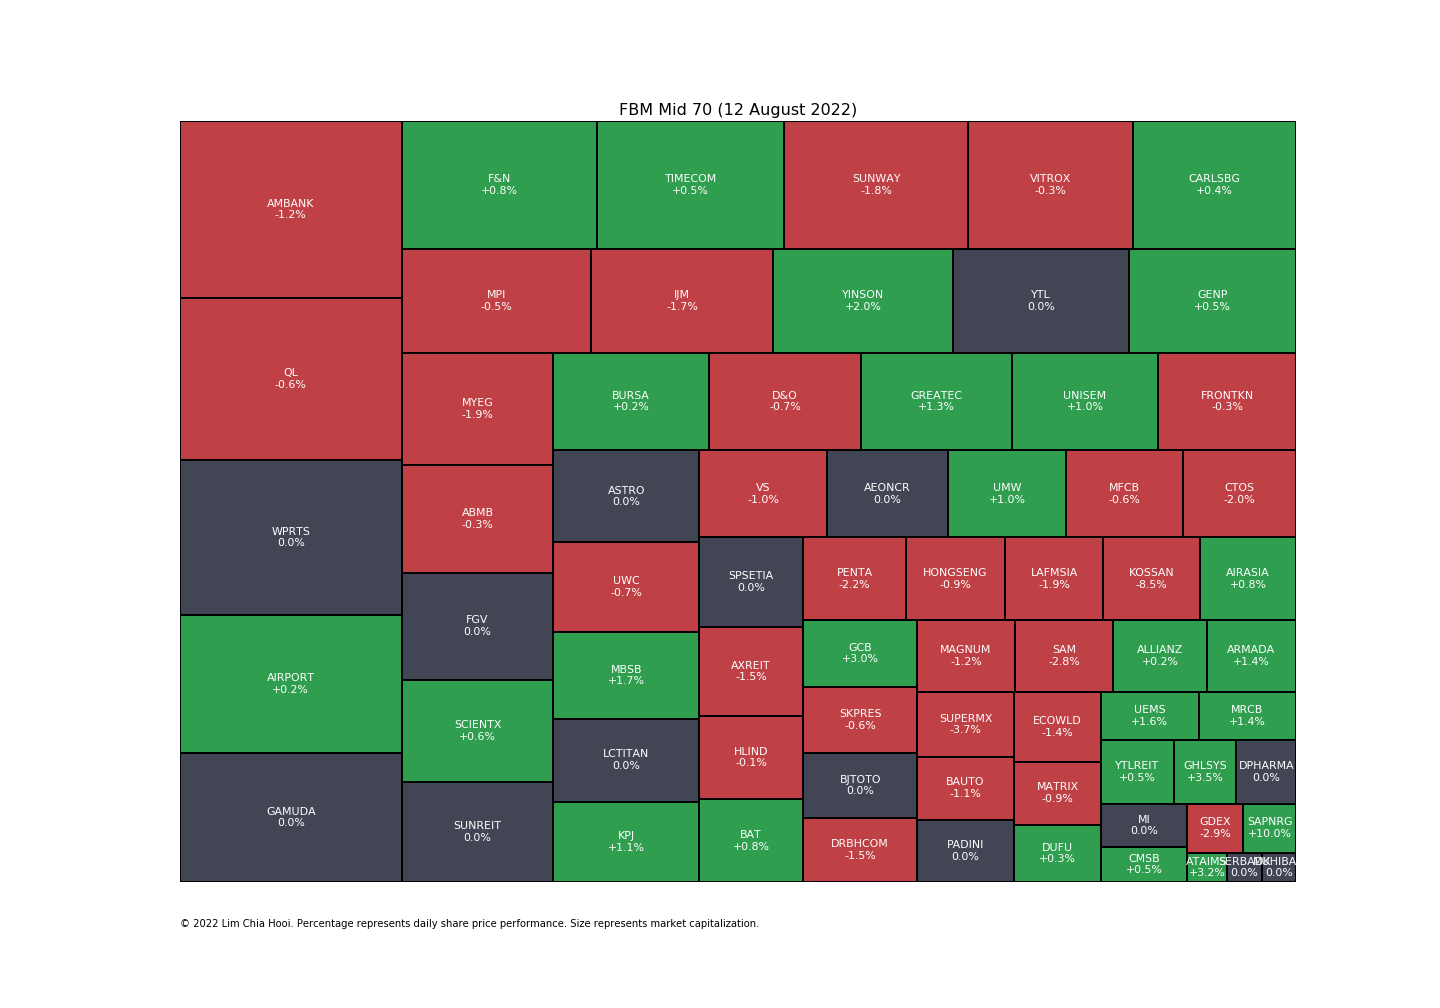 FBM Mid 70 (12 August 2022)
AMBANK
-1.2%
QL
-0.6%
WPRTS
0.0%
AIRPORT
+0.2%
GAMUDA
0.0%
F&N
+0.8%
TIMECOM
+0.5%
SUNWAY
-1.8%
VITROX
-0.3%
CARLSBG
+0.4%
MPI
-0.5%
IJM
-1.7%
YINSON
+2.0%
YTL
0.0%
GENP
+0.5%
MYEG
-1.9%
ABMB
-0.3%
FGV
0.0%
SCIENTX
+0.6%
SUNREIT
0.0%
BURSA
+0.2%
D&O
-0.7%
GREATEC
+1.3%
UNISEM
+1.0%
FRONTKN
-0.3%
ASTRO
0.0%
UWC
-0.7%
MBSB
+1.7%
LCTITAN
0.0%
KPJ
+1.1%
VS
-1.0%
AEONCR
0.0%
UMW
+1.0%
MFCB
-0.6%
CTOS
-2.0%
SPSETIA
0.0%
AXREIT
-1.5%
HLIND
-0.1%
BAT
+0.8%
PENTA
-2.2%
HONGSENG
-0.9%
LAFMSIA
-1.9%
KOSSAN
-8.5%
AIRASIA
+0.8%
GCB
+3.0%
SKPRES
-0.6%
BJTOTO
0.0%
DRBHCOM
-1.5%
MAGNUM
-1.2%
SAM
-2.8%
ALLIANZ
+0.2%
ARMADA
+1.4%
SUPERMX
-3.7%
BAUTO
-1.1%
PADINI
0.0%
ECOWLD
-1.4%
MATRIX
-0.9%
DUFU
+0.3%
UEMS
+1.6%
MRCB
+1.4%
YTLREIT
+0.5%
GHLSYS
+3.5%
DPHARMA
0.0%
MI
0.0%
CMSB
+0.5%
GDEX
-2.9%
SAPNRG
+10.0%
+3.2%
0.0%
0.0%
© 2022 Lim Chia Hooi. Percentage represents daily share price performance. Size represents market capitalization.